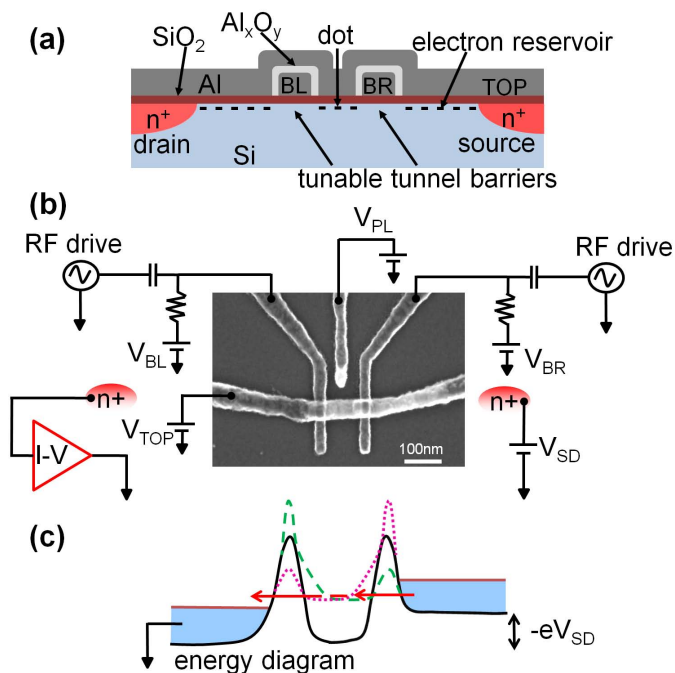 (a)
SiO2
AlxOy
dot
electron reservoir
Al
BL
BR
TOP
n+
n+
drain
source
Si
tunable tunnel barriers
(b)
VPL
RF drive
RF drive
VBL
VBR
n+
n+
VTOP
I-V
VSD
100nm
(c)
-eVSD
energy diagram